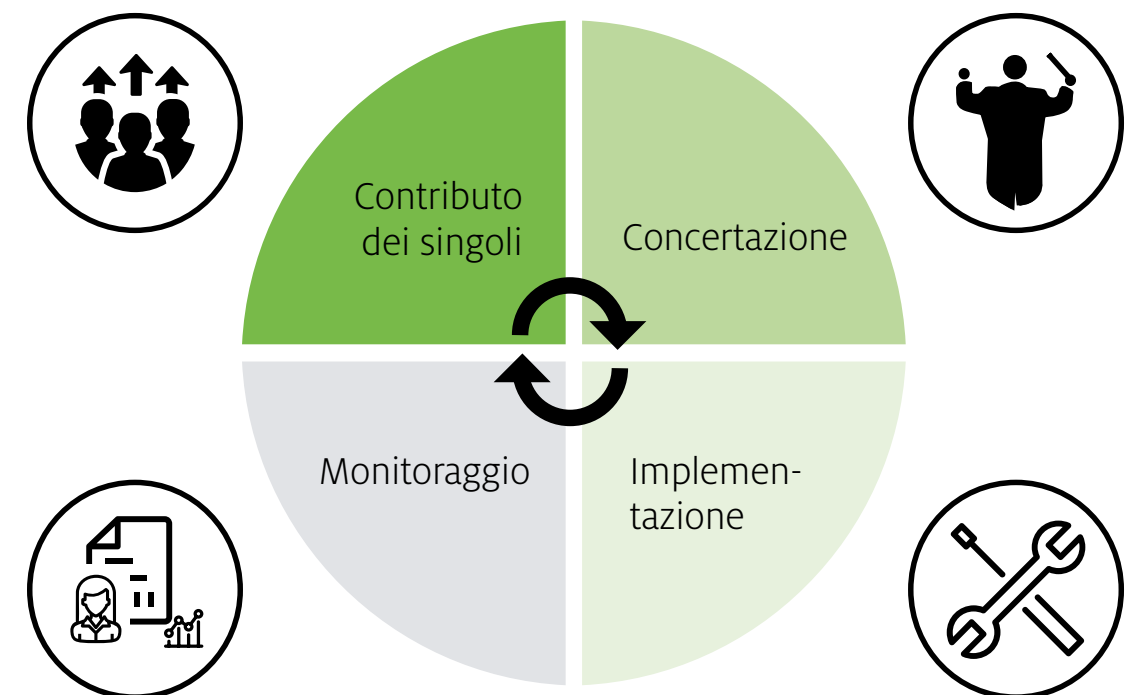 Contributo
dei singoli
Concertazione
Monitoraggio
Implemen-
tazione